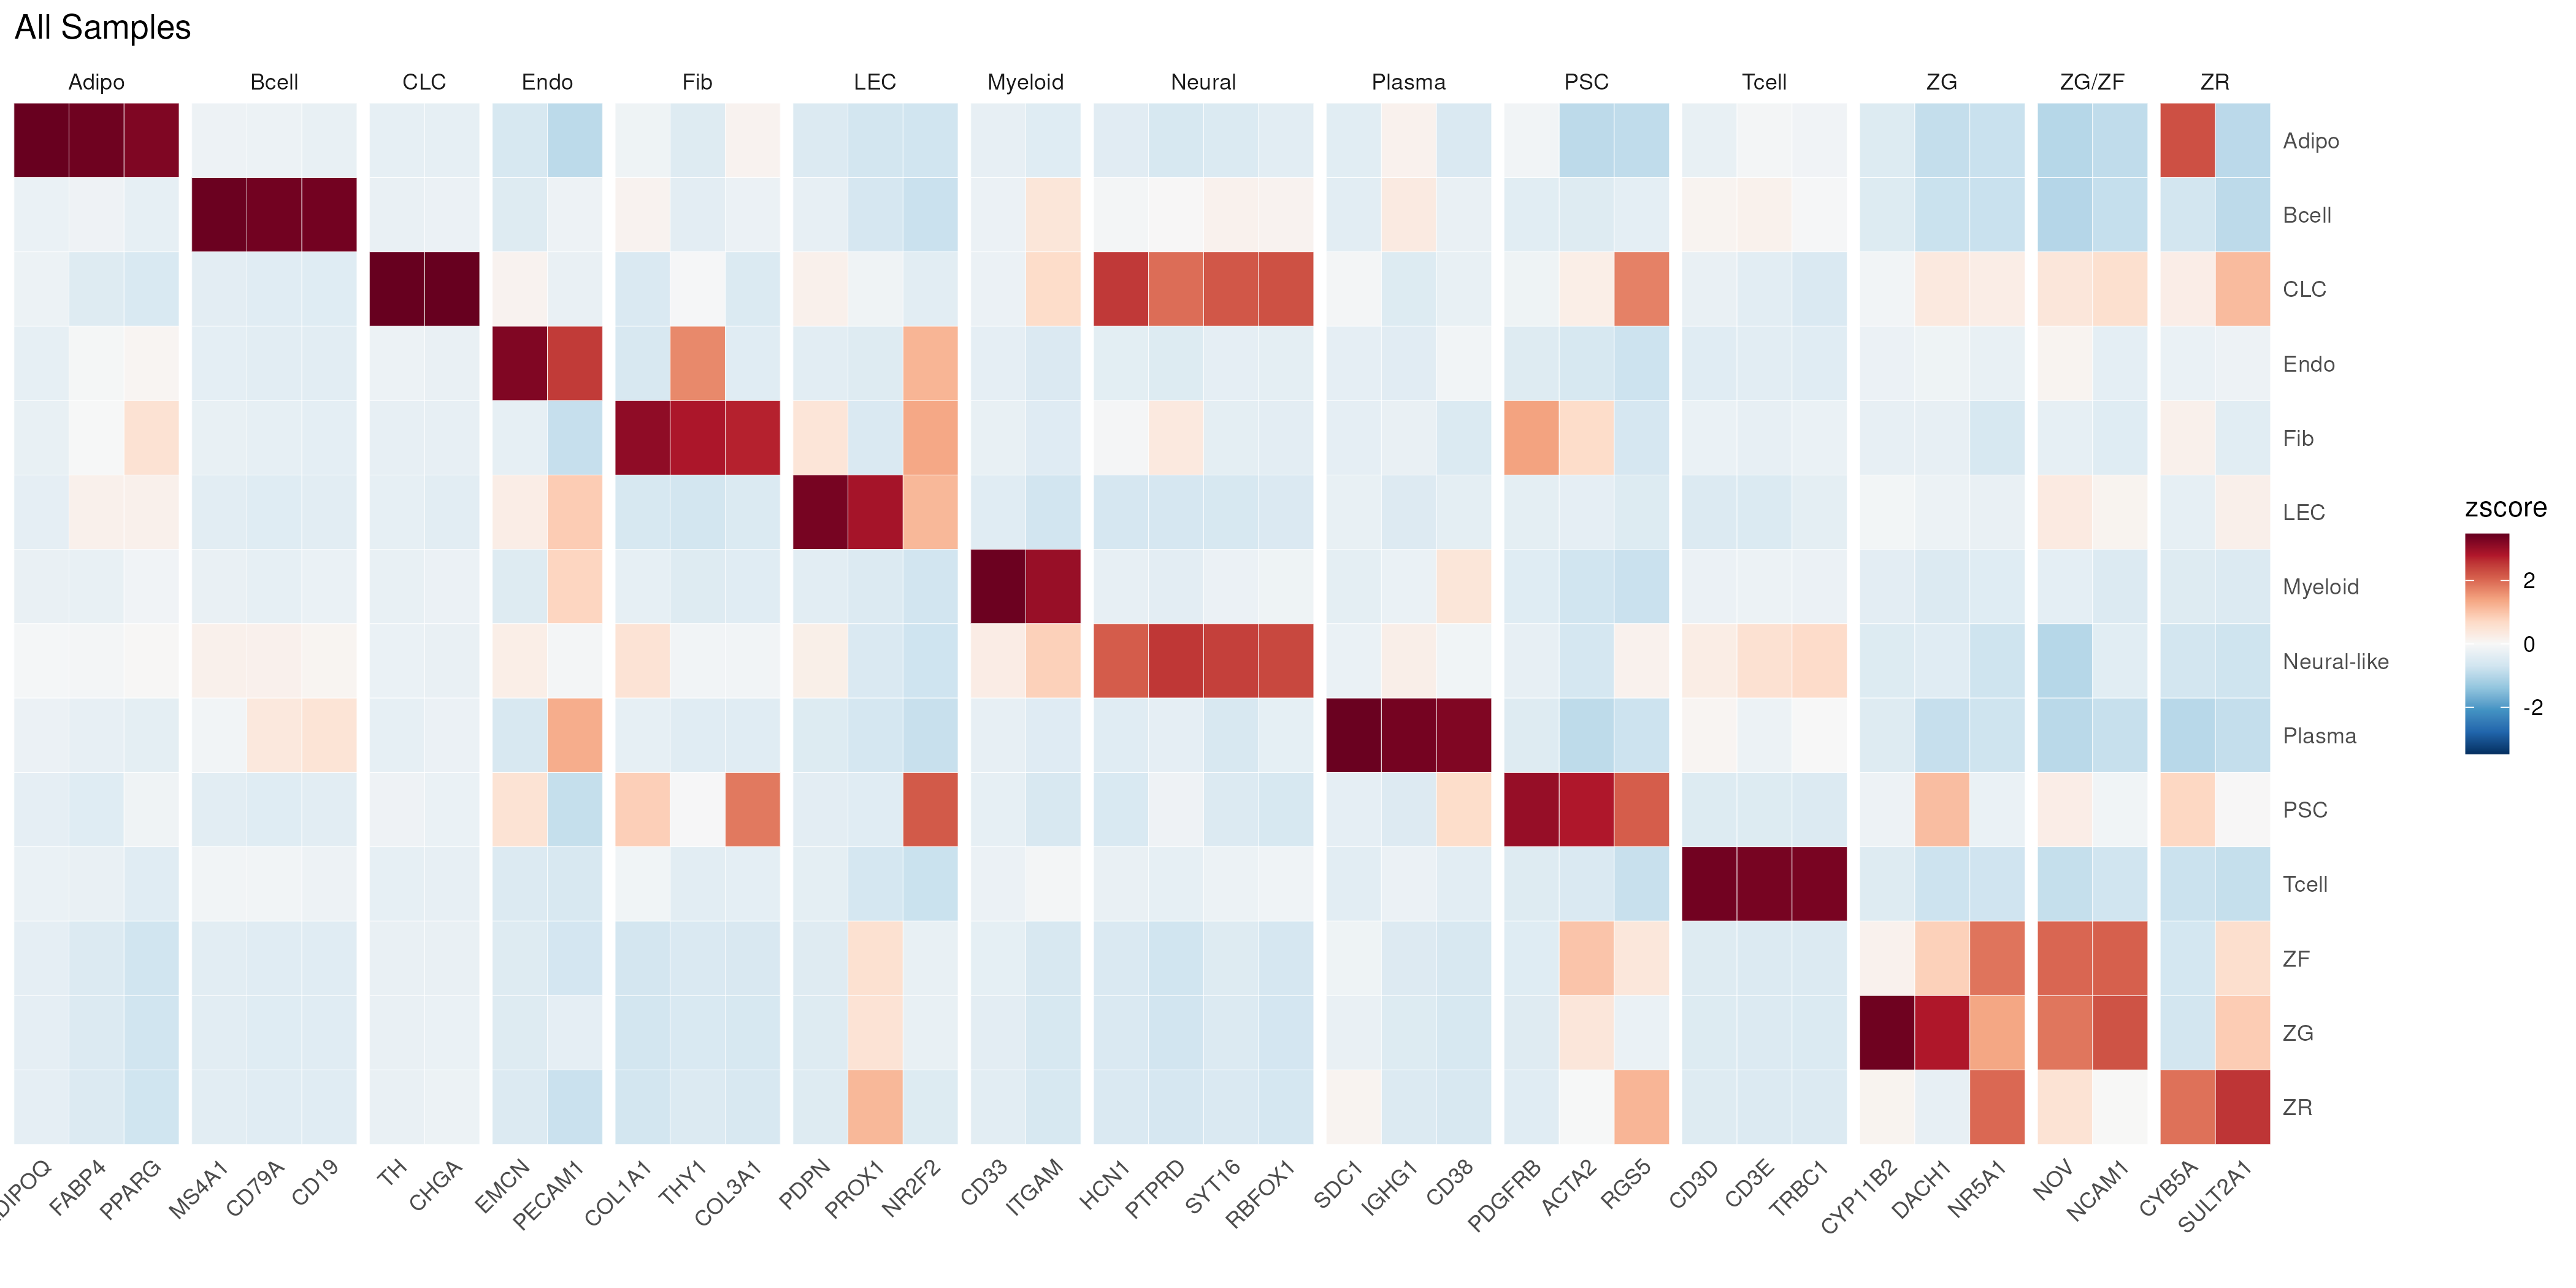 All Samples
Adipo Bcell CLC Endo Fib LEC Myeloid Neural Plasma PSC Tcell ZG ZG/ZF ZR
Adipo
Bcell
CLC
Endo
Fib
LEC
Myeloid
Neural-like
Plasma
PSC
Tcell
ZF
ZG
ZR
zscore
2
0
-2
DIPOQ FABP4 PPARG MS4A1 CD79A CD19 TH CHGA EMCN PECAM1 COL1A1 THY1 COL3A1 PDPN PROX1 NR2F2 CD33 ITGAM HCN1 PTPRD SYT16 RBFOX1 SDC1 IGHG1 CD38 PDGFRB ACTA2 RGS5 CD3D CD3E TRBC1 CYP11B2 DACH1 NR5A1 NOV NCAM1 CYB5A SULT2A1